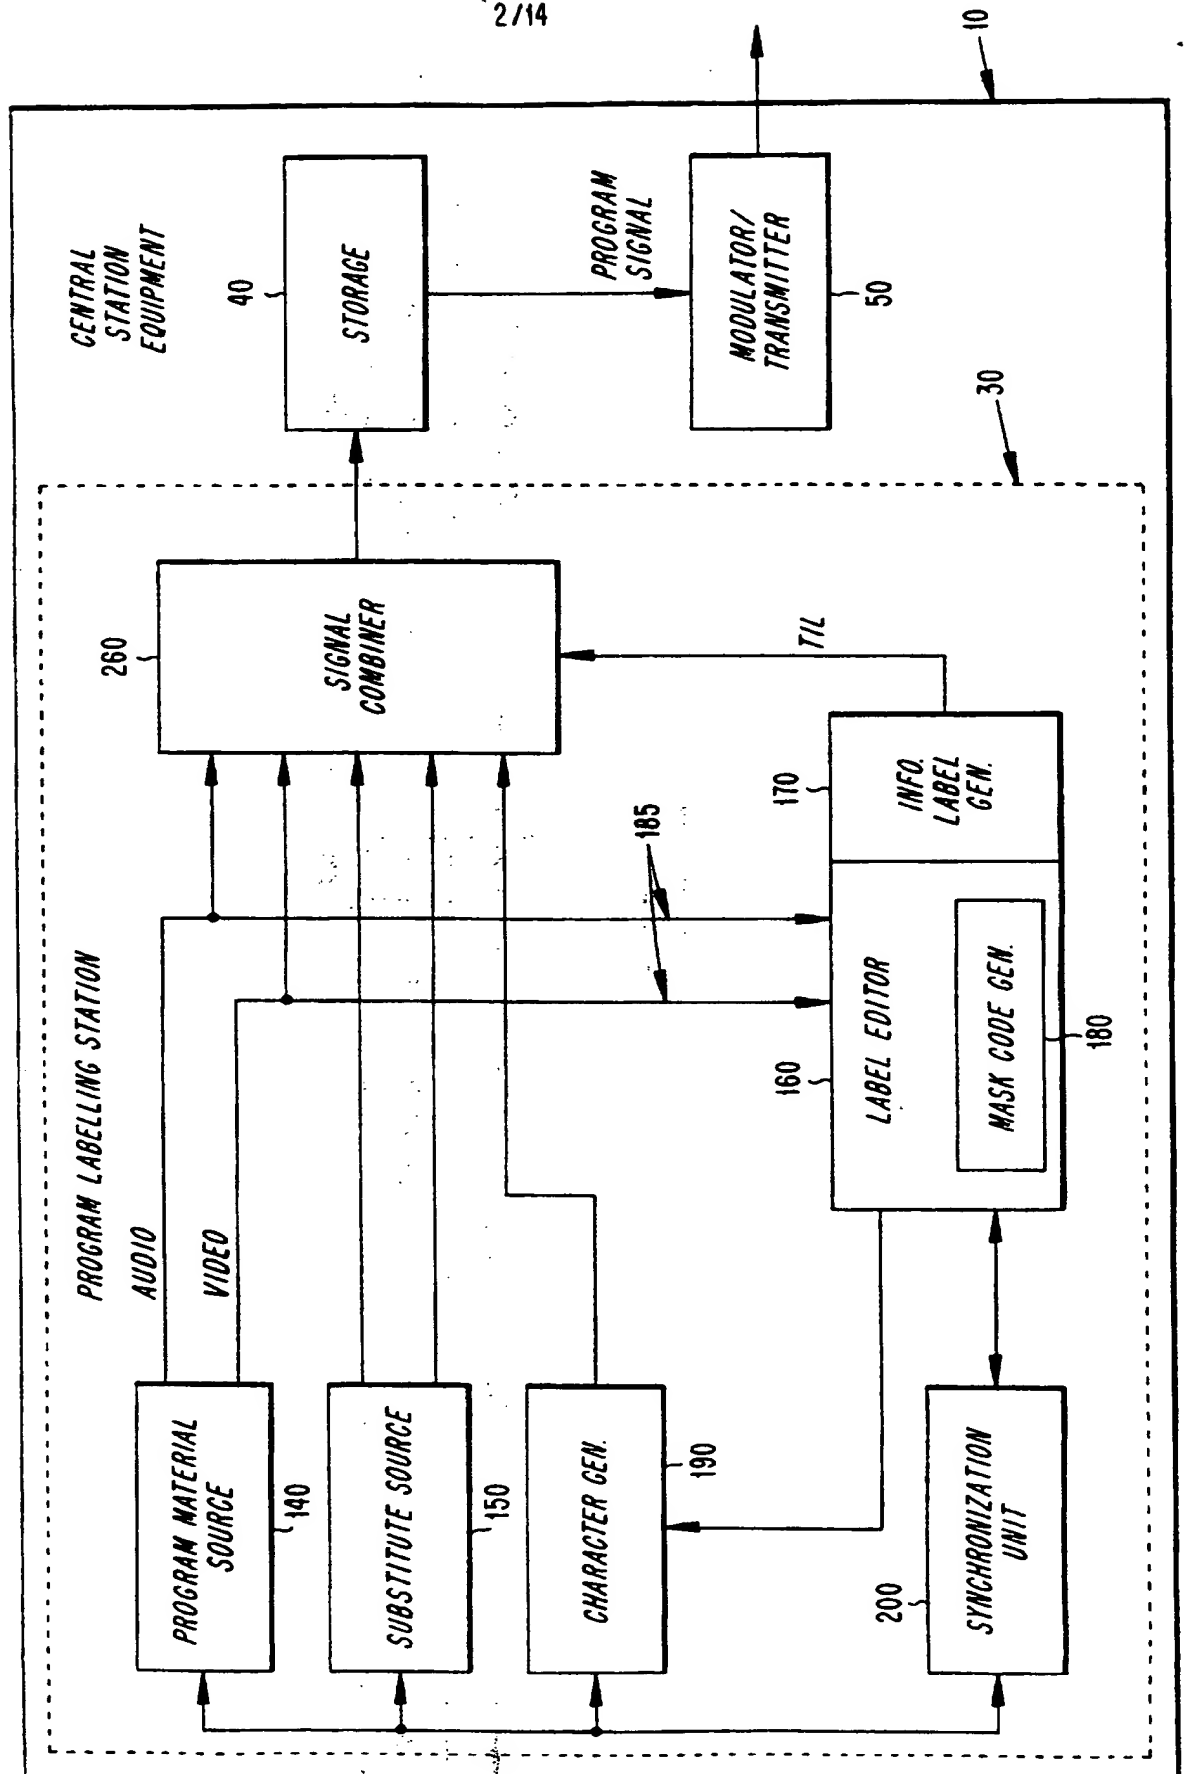 2/14
10
CENTRAL
STATION
EQUIPMENT
40
STORAGE
PROGRAM
SIGNAL
MODULATOR/
TRANSMITTER
50
30
PROGRAM LABELLING STATION
260
SIGNAL
COMBINER
TIL
AUDIO
VIDEO
185
170
INFO.
LABEL
GEN.
160
LABEL EDITOR
MASK CODE GEN.
180
PROGRAM MATERIAL
SOURCE
140
SUBSTITUTE SOURCE
150
CHARACTER GEN.
190
200
SYNCHRONIZATION
UNIT